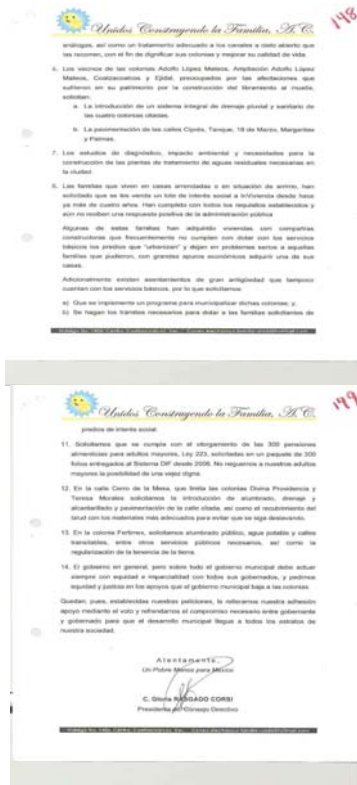 148
Unidos Construyendo la Familia, A. C.
análogas, así como un tratamiento adecuado a los canales a cielo abierto que
las recorren, con el fin de dignificar sus colonias y mejorar su calidad de vida.
6. Los vecinos de las colonias Adolfo López Mateos, Ampliación Adolfo López
Mateos, Coatzacoalcos y Ejidal, preocupados por las afectaciones que
sufrieron en su patrimonio por la construcción del libramiento al muelle,
solicitan:
a. La introducción de un sistema integral de drenaje pluvial y sanitario de
las cuatro colonias citadas.
b. La pavimentación de las calles Ciprés, Tanque, 18 de Marzo, Margaritas
y Palmas.
7. Los estudios de diagnóstico, impacto ambiental y necesidades para la
construcción de las plantas de tratamiento de aguas residuales necesarias en
la ciudad.
8. Las familias que viven en casas arrendadas o en situación de arrimo, han
solicitado que se les venda un lote de interés social a InVivienda desde hace
ya más de cuatro años. Han cumplido con todos los requisitos establecidos y
aún no reciben una respuesta positiva de la administración pública
Algunas de estas familias han adquirido viviendas con compañías
constructoras que frecuentemente no cumplen con dotar con los servicios
básicos los predios que "urbanizan" y dejan en problemas serios a aquellas
familias que pudieron, con grandes apuros económicos adquirir una de sus
casas.
Adicionalmente existen asentamientos de gran antigüedad que tampoco
cuentan con los servicios básicos, por lo que solicitamos:
a) Que se implemente un programa para municipalizar dichas colonias; y,
b) Se hagan los trámites necesarios para dotar a las familias solicitantes de
149
Unidos Construyendo la Familia, A. C.
predios de interés social.
11. Solicitamos que se cumpla con el otorgamiento de las 300 pensiones
alimenticias para adultos mayores, Ley 223, solicitadas en un paquete de 300
folios entregados al Sistema DIF desde 2008. No neguemos a nuestros adultos
mayores la posibilidad de una vejez digna.
12. En la calle Cerro de la Mesa, que limita las colonias Divina Providencia y
Teresa Morales solicitamos la introducción de alumbrado, drenaje y
alcantarillado y pavimentación de la calle citada, así como el recubrimiento del
talud con los materiales más adecuados para evitar que se siga deslavando.
13. En la colonia Fertimex, solicitamos alumbrado público, agua potable y calles
transitables, entre otros servicios públicos necesarios, así como la
regularización de la tenencia de la tierra.
14. El gobierno en general, pero sobre todo el gobierno municipal debe actuar
siempre con equidad e imparcialidad con todos sus gobernados, y pedimos
equidad y justicia en los apoyos que el gobierno municipal baja a las colonias.
Quedan, pues, establecidas nuestras peticiones, le reiteramos nuestra adhesión
apoyo mediante el voto y refrendamos el compromiso necesario entre gobernante
y gobernado para que el desarrollo municipal llegue a todos los estratos de
nuestra sociedad.
Atentamente,
Un Pobre Menos para México
C. Gloria RASGADO CORSI
Presidenta del Consejo Directivo